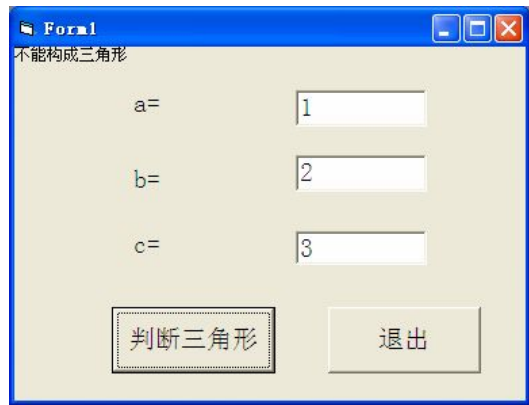 Form1
不能构成三角形
a= 1
b= 2
c= 3
判断三角形 退出